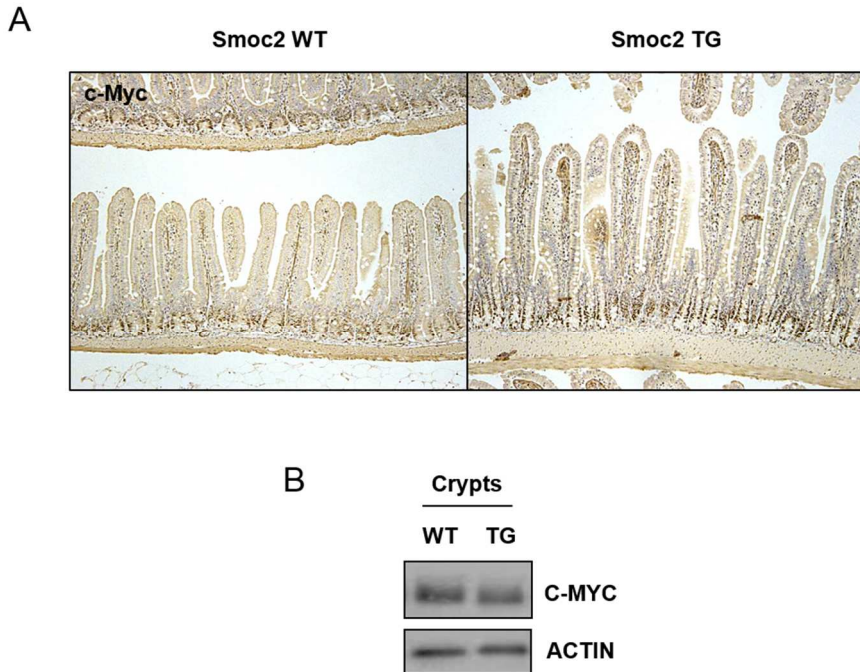 A
Smoc2 WT Smoc2 TG
c-Myc
B
Crypts
WT TG
C-MYC
ACTIN